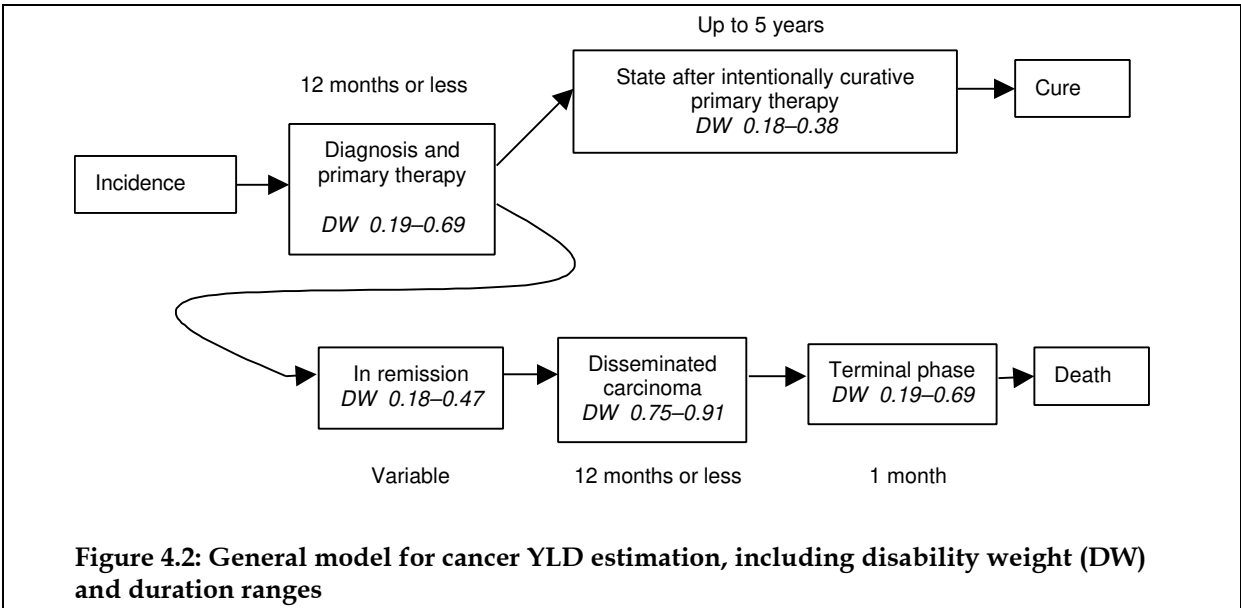 Up to 5 years
12 months or less
State after intentionally curative
primary therapy
DW 0.18–0.38
Cure
Incidence
Diagnosis and
primary therapy
DW 0.19–0.69
In remission
DW 0.18–0.47
Disseminated
carcinoma
DW 0.75–0.91
Terminal phase
DW 0.19–0.69
Death
Variable
12 months or less
1 month
Figure 4.2: General model for cancer YLD estimation, including disability weight (DW)
and duration ranges